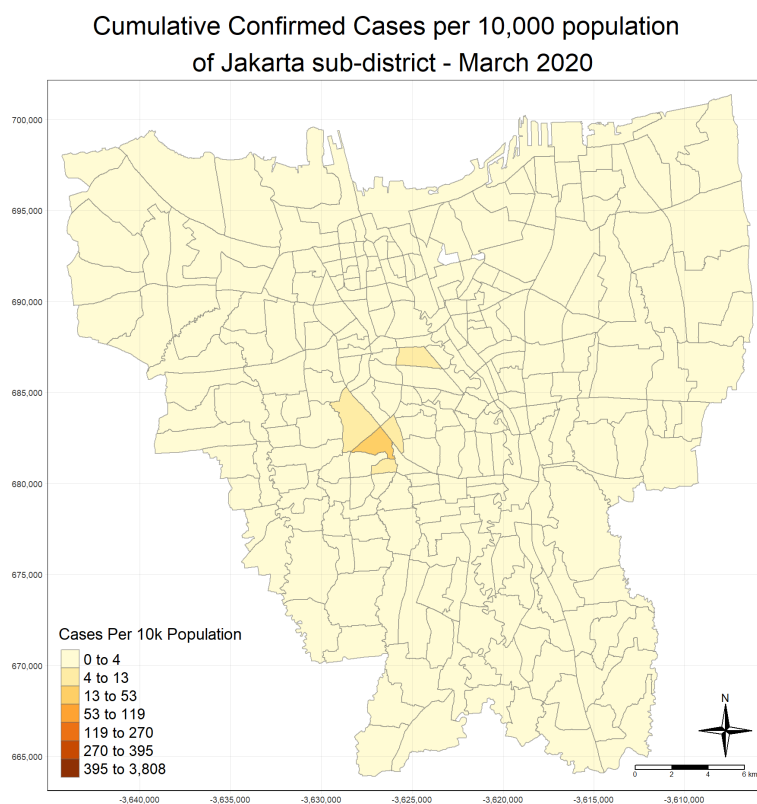 Cumulative Confirmed Cases per 10,000 population
of Jakarta sub-district - March 2020
700,000
695,000
690,000
685,000
680,000
675,000
670,000
665,000
Cases Per 10k Population
0 to 4
4 to 13
13 to 53
53 to 119
119 to 270
270 to 395
395 to 3,808
N
0 2 4 6 km
-3,640,000 -3,635,000 -3,630,000 -3,625,000 -3,620,000 -3,615,000 -3,610,000